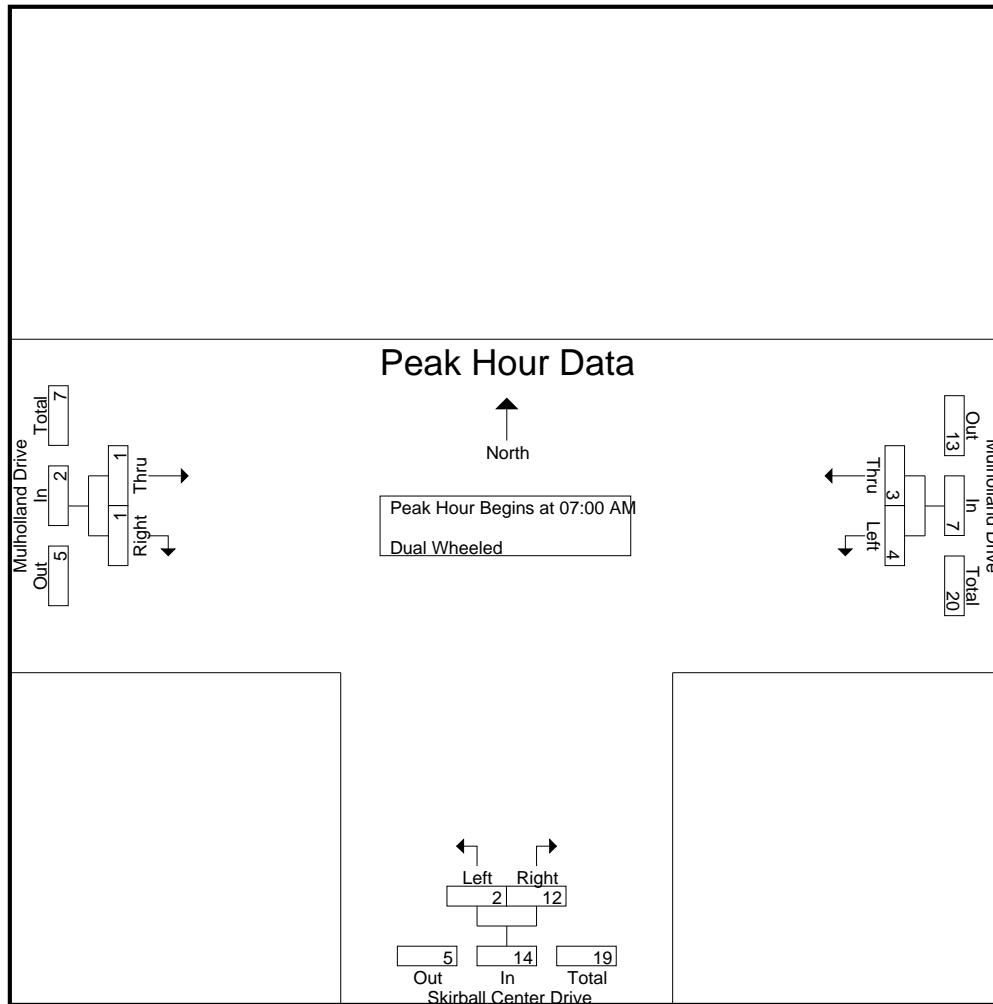 Peak Hour Data
North
Peak Hour Begins at 07:00 AM
Dual Wheeled
Mulholland Drive
Total
7
In
2
Out
5
1
Thru
1
Right
Mulholland Drive
Out
13
In
7
Total
20
Thru
3
Left
4
Left Right
2 12
5 14 19
Out In Total
Skirball Center Drive